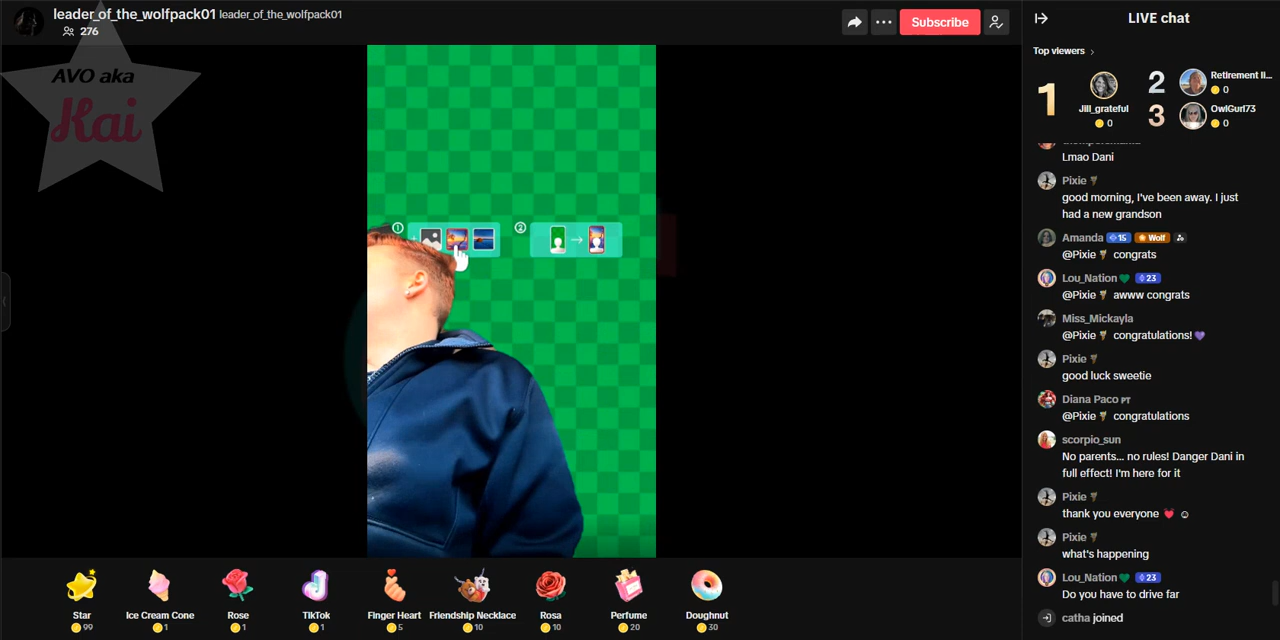 leader_of_the_wolfpack01 leader_of_the_wolfpack01
276
AVO aka
Kai
Subscribe
LIVE chat
Top viewers
1
Jill_grateful
0
2
Retirement li...
0
3
OwlGurl73
0
Lmao Dani
Pixie
good morning, I've been away. I just
had a new grandson
Amanda 15 Wolf
@Pixie congrats
Lou_Nation 23
@Pixie awww congrats
Miss_Mickayla
@Pixie congratulations!
Pixie
good luck sweetie
Diana Paco PT
@Pixie congratulations
scorpio_sun
No parents... no rules! Danger Dani in
full effect! I'm here for it
Pixie
thank you everyone
Pixie
what's happening
Lou_Nation 23
Do you have to drive far
catha joined
1
2
Star
99
Ice Cream Cone
1
Rose
1
TikTok
1
Finger Heart
5
Friendship Necklace
10
Rosa
10
Perfume
20
Doughnut
30